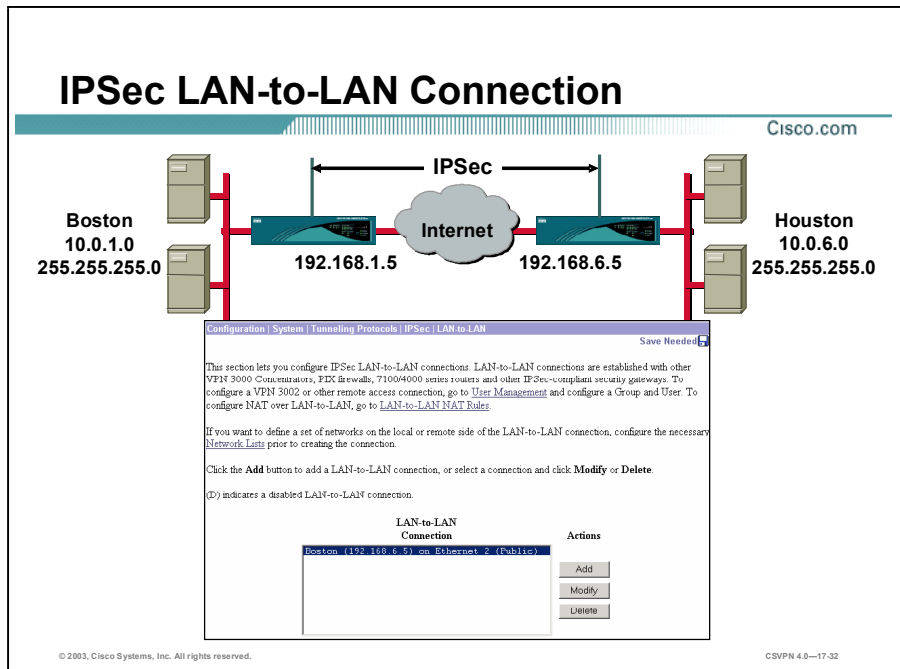 IPSec LAN-to-LAN Connection
Cisco.com
IPSec
Boston
10.0.1.0
255.255.255.0
Internet
Houston
10.0.6.0
255.255.255.0
192.168.1.5
192.168.6.5
Configuration | System | Tunneling Protocols | IPSec | LAN-to-LAN
Save Needed
This section lets you configure IPSec LAN-to-LAN connections. LAN-to-LAN connections are established with other
VPN 3000 Concentrators, PIX firewalls, 7100/4000 series routers and other IPSec-compliant security gateways. To
configure a VPN 3002 or other remote access connection, go to User Management and configure a Group and User. To
configure NAT over LAN-to-LAN, go to LAN-to-LAN NAT Rules.
If you want to define a set of networks on the local or remote side of the LAN-to-LAN connection, configure the necessary
Network Lists prior to creating the connection.
Click the Add button to add a LAN-to-LAN connection, or select a connection and click Modify or Delete.
(D) indicates a disabled LAN-to-LAN connection.
LAN-to-LAN
Connection
Actions
Boston (192.168.6.5) on Ethernet 2 (Public)
Add
Modify
Delete
© 2003, Cisco Systems, Inc. All rights reserved.
CSVPN 4.0—17-32